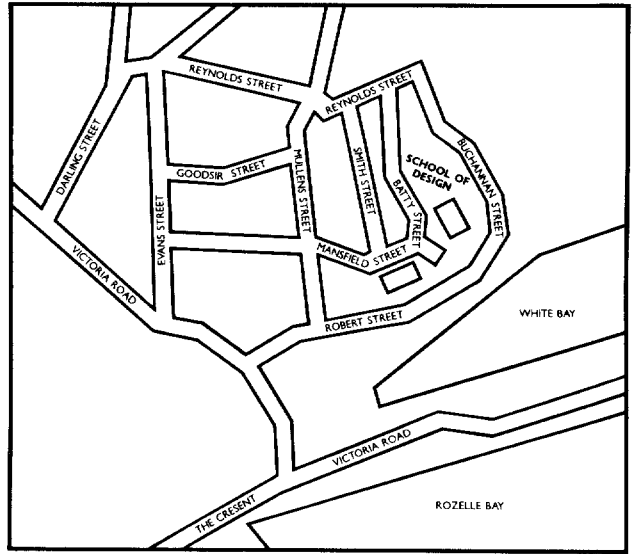 REYNOLDS STREET
REYNOLDS STREET
DARLING STREET
GOODSIR STREET
MULLENS STREET
SMITH STREET
BATTY STREET
SCHOOL OF
DESIGN
BUCHANNAN STREET
EVANS STREET
VICTORIA ROAD
MANSFIELD STREET
ROBERT STREET
WHITE BAY
VICTORIA ROAD
THE CRESENT
ROZELLE BAY